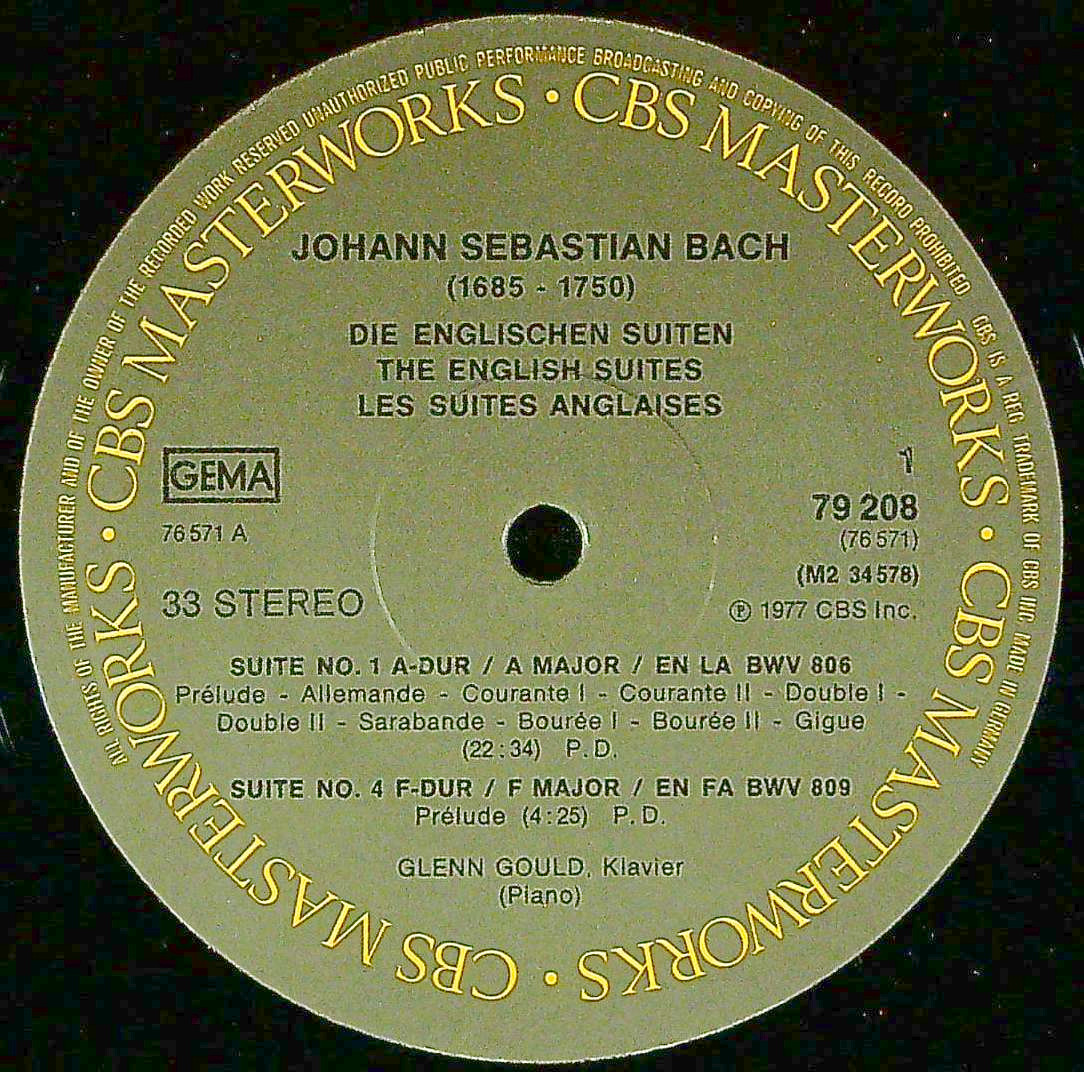 ALL RIGHTS OF THE MANUFACTURER AND OF THE OWNER OF THE RECORDED WORK RESERVED UNAUTHORIZED PUBLIC PERFORMANCE BROADCASTING AND COPYING OF THIS RECORD PROHIBITED
CBS IS A REG TRADEMARK OF CBS INC. MADE IN GERMANY
CBS MASTERWORKS · CBS MASTERWORKS · CBS MASTERWORKS · CBS MASTERWORKS ·
JOHANN SEBASTIAN BACH
(1685 - 1750)
DIE ENGLISCHEN SUITEN
THE ENGLISH SUITES
LES SUITES ANGLAISES
GEMA
76 571 A
33 STEREO
1
79 208
(76 571)
(M2 34 578)
℗ 1977 CBS Inc.
SUITE NO. 1 A-DUR / A MAJOR / EN LA BWV 806
Prélude - Allemande - Courante I - Courante II - Double I -
Double II - Sarabande - Bourée I - Bourée II - Gigue
(22:34) P.D.
SUITE NO. 4 F-DUR / F MAJOR / EN FA BWV 809
Prélude (4:25) P.D.
GLENN GOULD, Klavier
(Piano)